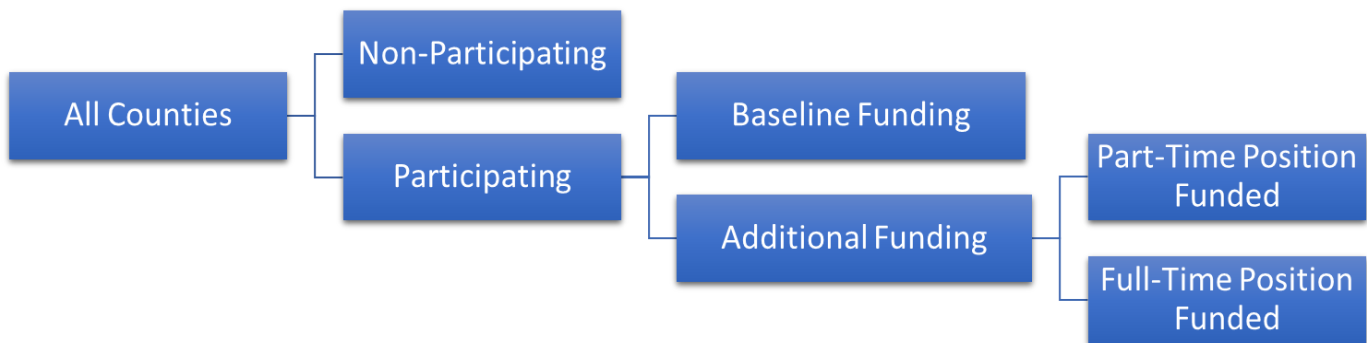 All Counties
Non-Participating
Participating
Baseline Funding
Additional Funding
Part-Time Position
Funded
Full-Time Position
Funded